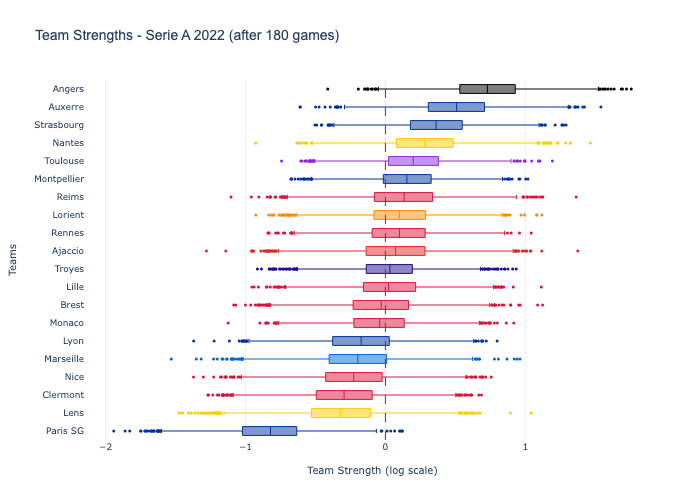 Team Strengths - Serie A 2022 (after 180 games)
Angers
Auxerre
Strasbourg
Nantes
Toulouse
Montpellier
Reims
Lorient
Rennes
Ajaccio
Troyes
Lille
Brest
Monaco
Lyon
Marseille
Nice
Clermont
Lens
Paris SG
Teams
−2 −1 0 1
Team Strength (log scale)